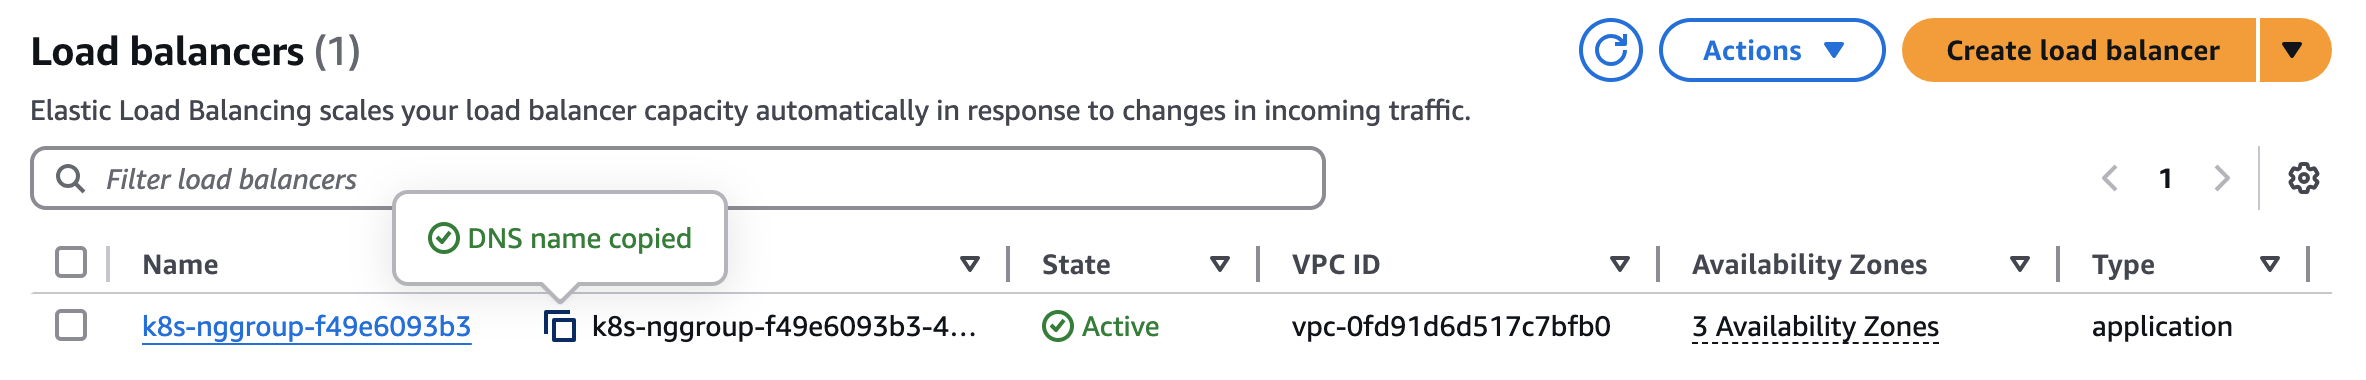 Load balancers (1)
Actions
Create load balancer
Elastic Load Balancing scales your load balancer capacity automatically in response to changes in incoming traffic.
Filter load balancers
1
DNS name copied
Name
State
VPC ID
Availability Zones
Type
k8s-nggroup-f49e6093b3
k8s-nggroup-f49e6093b3-4...
Active
vpc-0fd91d6d517c7bfb0
3 Availability Zones
application